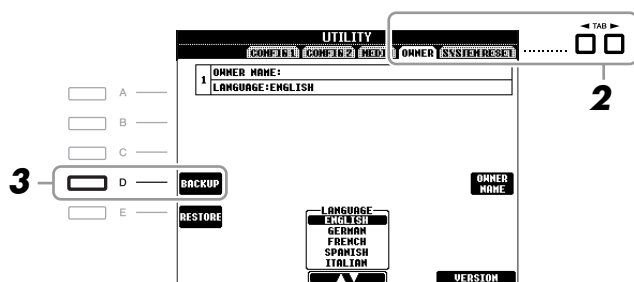 ◄ TAB ►
UTILITY
CONFIG 1 CONFIG 2 MEDIA OWNER SYSTEM RESET
2
1 OWNER NAME:
LANGUAGE:ENGLISH
A
B
C
3 D BACKUP
OWNER NAME
E RESTORE
LANGUAGE
ENGLISH
GERMAN
FRENCH
SPANISH
ITALIAN
▲▼
VERSION